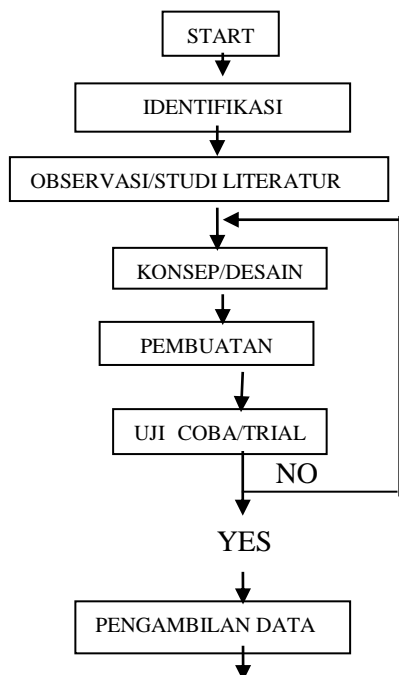 START
IDENTIFIKASI
OBSERVASI/STUDI LITERATUR
KONSEP/DESAIN
PEMBUATAN
UJI COBA/TRIAL
NO
YES
PENGAMBILAN DATA